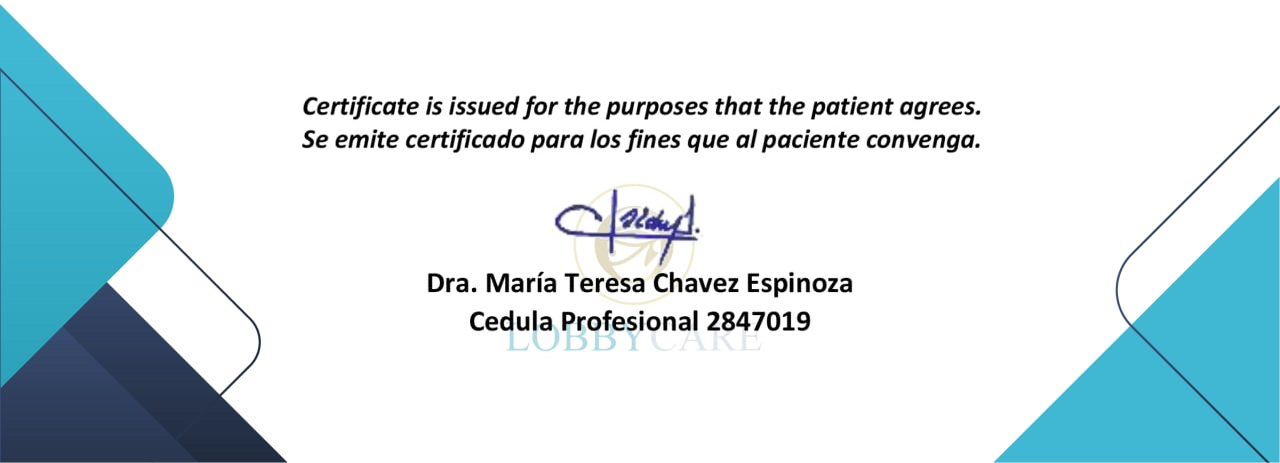 Certificate is issued for the purposes that the patient agrees.
Se emite certificado para los fines que al paciente convenga.
Dra. María Teresa Chavez Espinoza
Cedula Profesional 2847019
LOBBYCARE